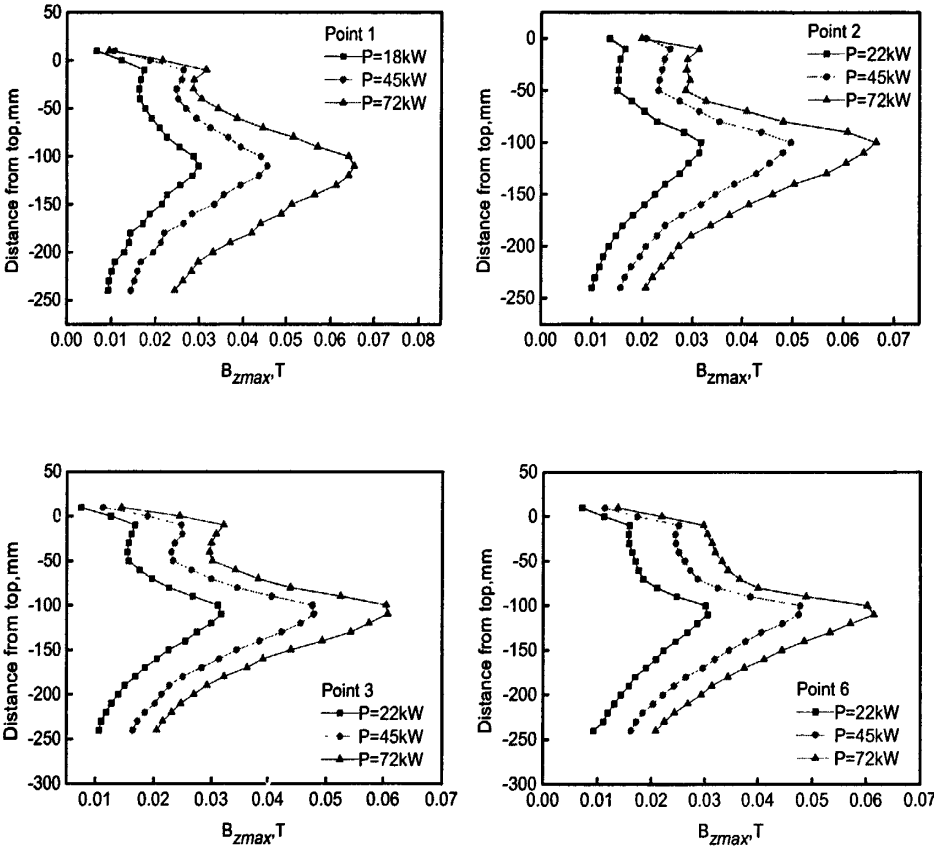 50
0
-50
-100
-150
-200
-250
Distance from top,mm
Point 1
P=18kW
P=45kW
P=72kW
0.00 0.01 0.02 0.03 0.04 0.05 0.06 0.07 0.08
Bzmax,T
0
-50
-100
-150
-200
-250
Distance from top,mm
Point 2
P=22kW
P=45kW
P=72kW
0.00 0.01 0.02 0.03 0.04 0.05 0.06 0.07 0.08
Bzmax,T
50
0
-50
-100
-150
-200
-250
-300
Distance from top,mm
Point 3
P=22kW
P=45kW
P=72kW
0.01 0.02 0.03 0.04 0.05 0.06 0.07
Bzmax,T
50
0
-50
-100
-150
-200
-250
-300
Distance from top,mm
Point 6
P=22kW
P=45kW
P=72kW
0.00 0.01 0.02 0.03 0.04 0.05 0.06 0.07
Bzmax,T